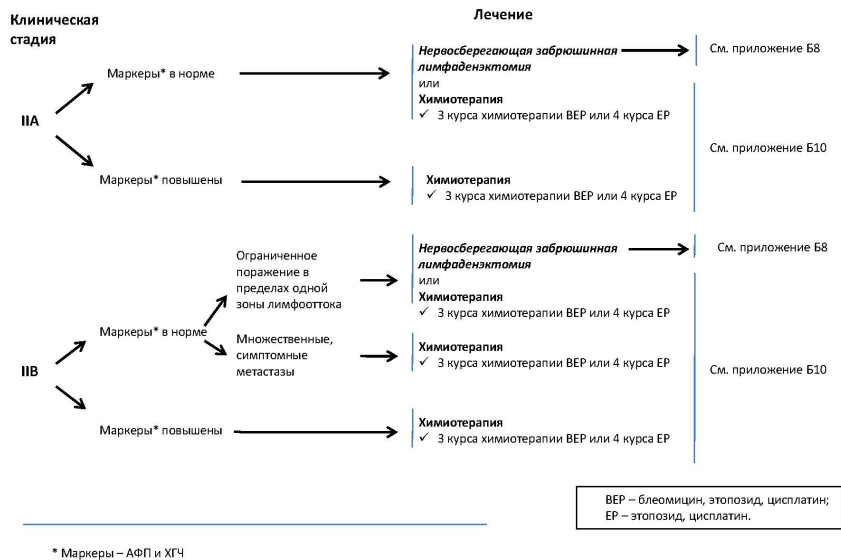 Клиническая
стадия
Лечение
IIA
Маркеры* в норме
Нервосберегающая забрюшинная
лимфаденэктомия
или
Химиотерапия
✓ 3 курса химиотерапии BEP или 4 курса EP
См. приложение Б8
См. приложение Б10
Маркеры* повышены
Химиотерапия
✓ 3 курса химиотерапии BEP или 4 курса EP
IIB
Маркеры* в норме
Ограниченное
поражение в
пределах одной
зоны лимфооттока
Нервосберегающая забрюшинная
лимфаденэктомия
или
Химиотерапия
✓ 3 курса химиотерапии BEP или 4 курса EP
См. приложение Б8
Множественные,
симптомные
метастазы
Химиотерапия
✓ 3 курса химиотерапии BEP или 4 курса EP
См. приложение Б10
Маркеры* повышены
Химиотерапия
✓ 3 курса химиотерапии BEP или 4 курса EP
BEP – блеомицин, этопозид, цисплатин;
EP – этопозид, цисплатин.
* Маркеры – АФП и ХГЧ